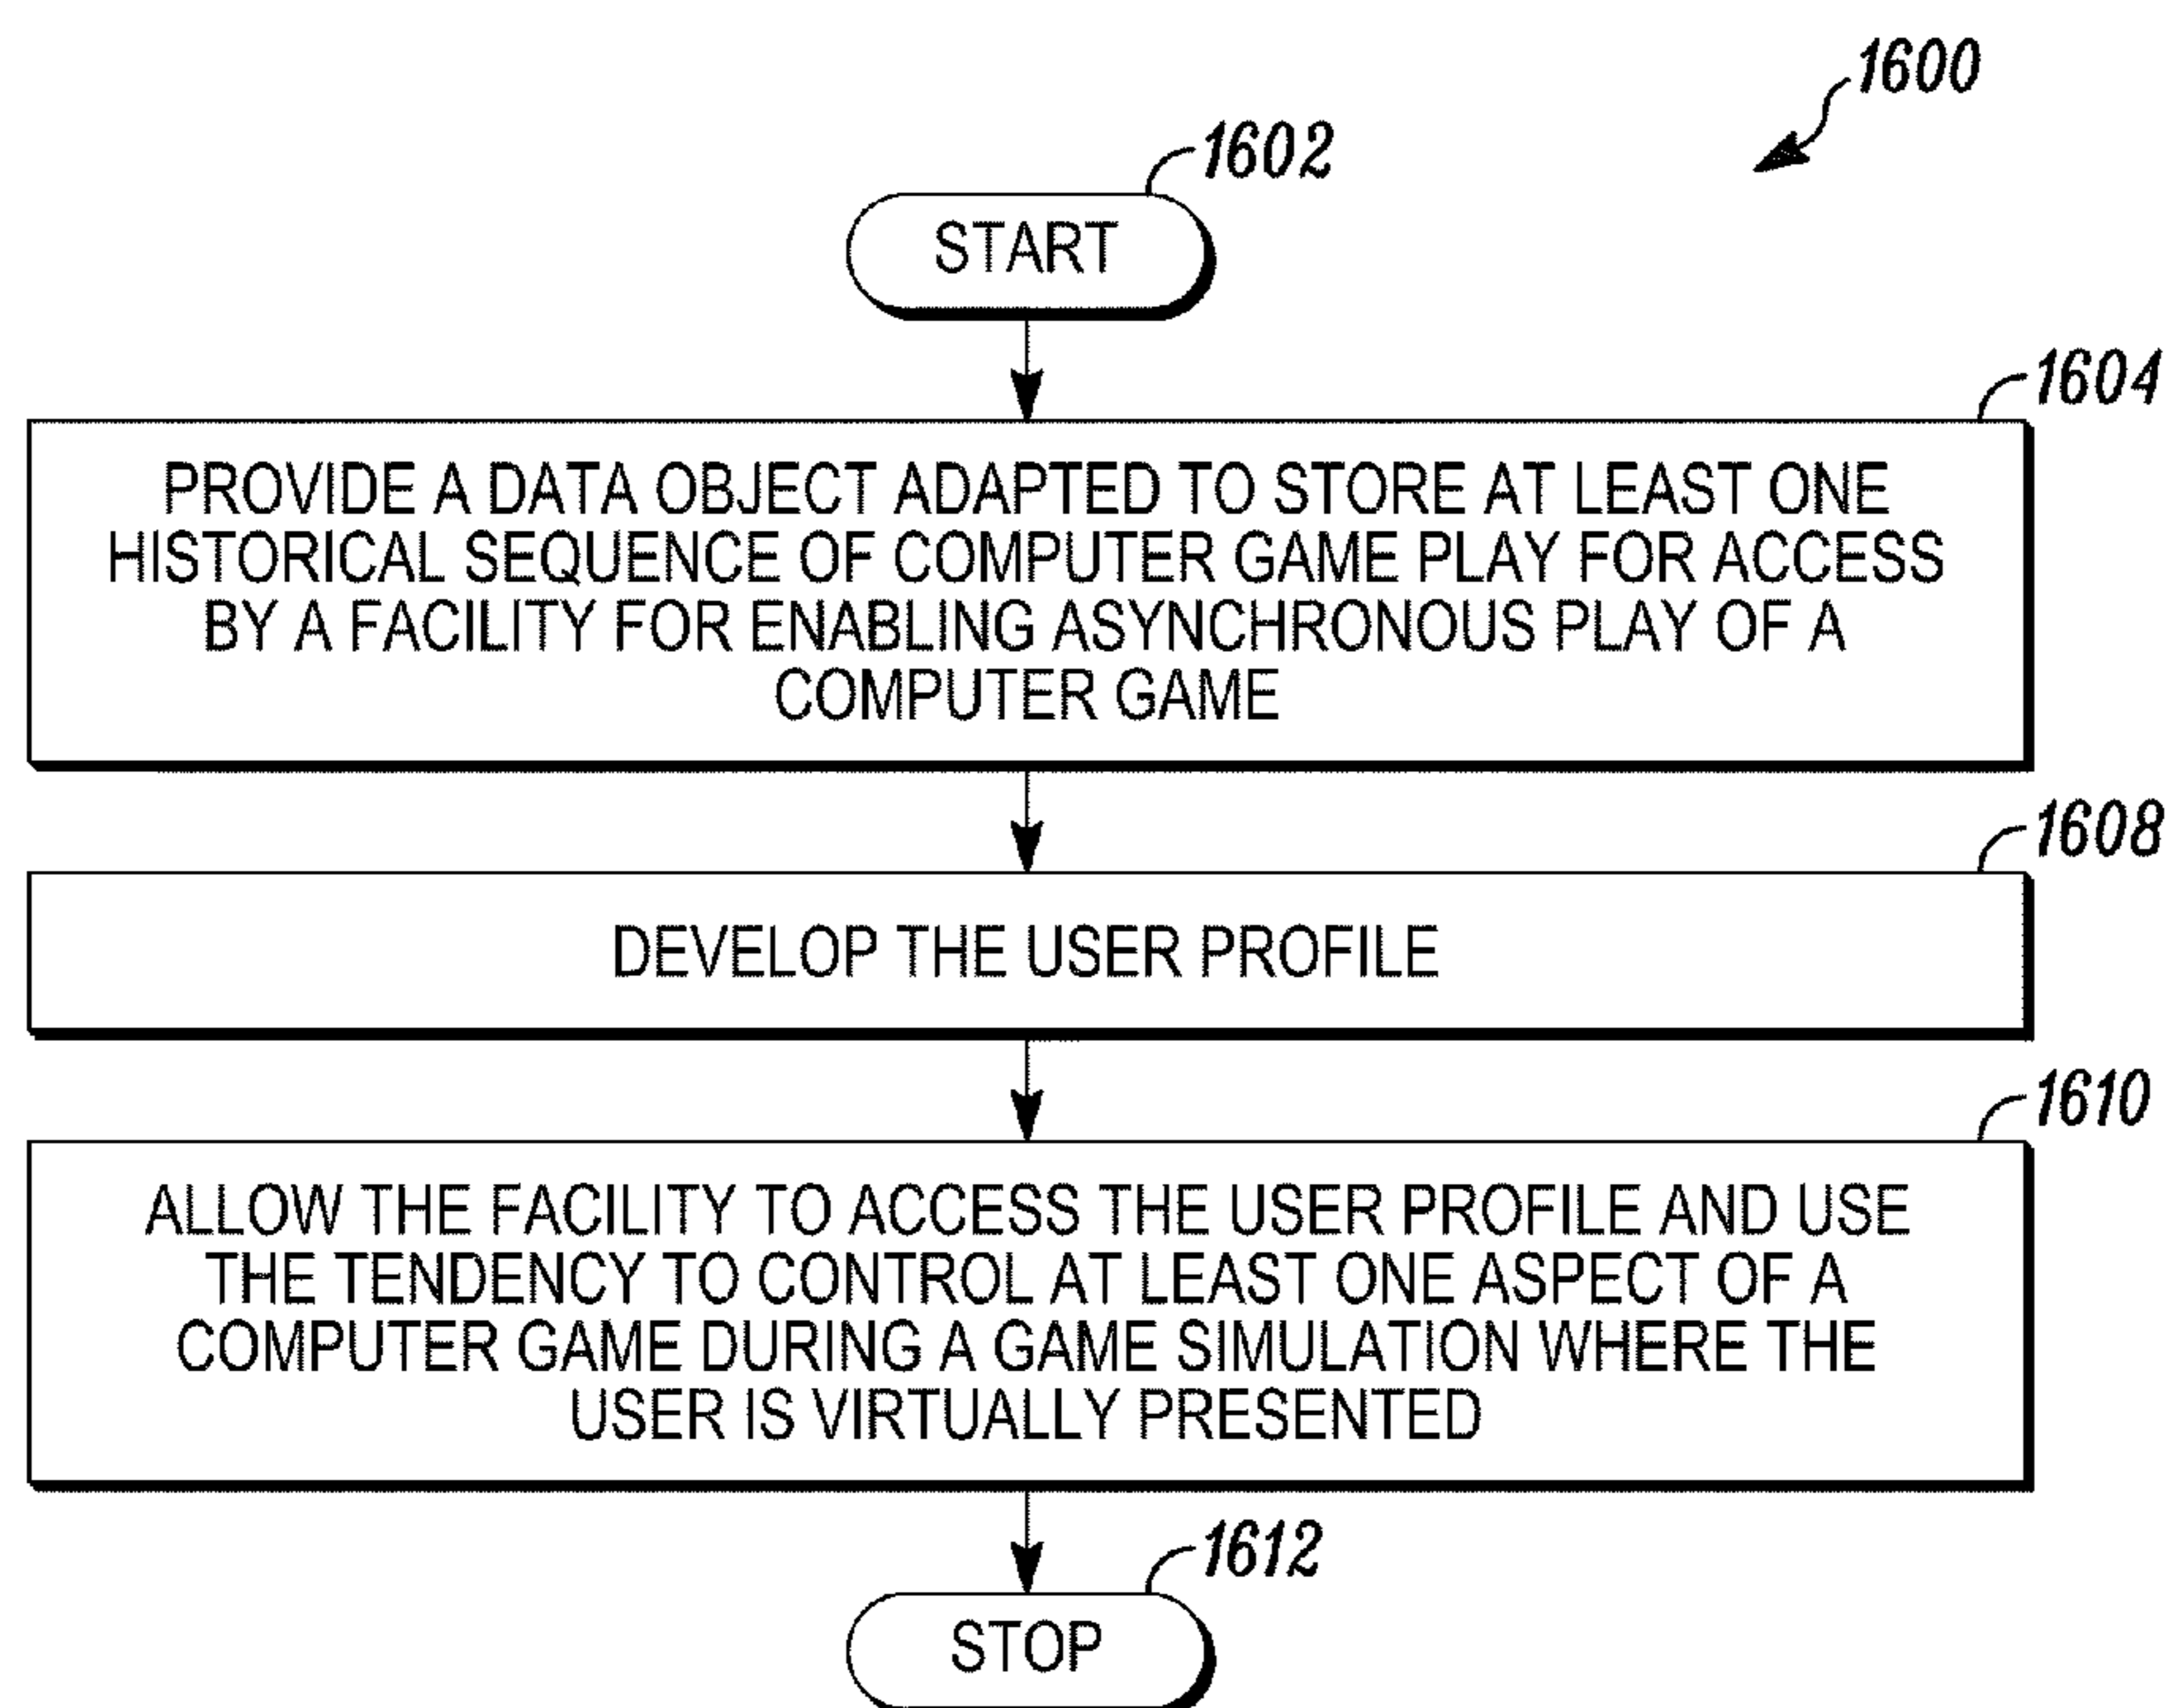 1600
1602
START
1604
PROVIDE A DATA OBJECT ADAPTED TO STORE AT LEAST ONE
HISTORICAL SEQUENCE OF COMPUTER GAME PLAY FOR ACCESS
BY A FACILITY FOR ENABLING ASYNCHRONOUS PLAY OF A
COMPUTER GAME
1608
DEVELOP THE USER PROFILE
1610
ALLOW THE FACILITY TO ACCESS THE USER PROFILE AND USE
THE TENDENCY TO CONTROL AT LEAST ONE ASPECT OF A
COMPUTER GAME DURING A GAME SIMULATION WHERE THE
USER IS VIRTUALLY PRESENTED
1612
STOP